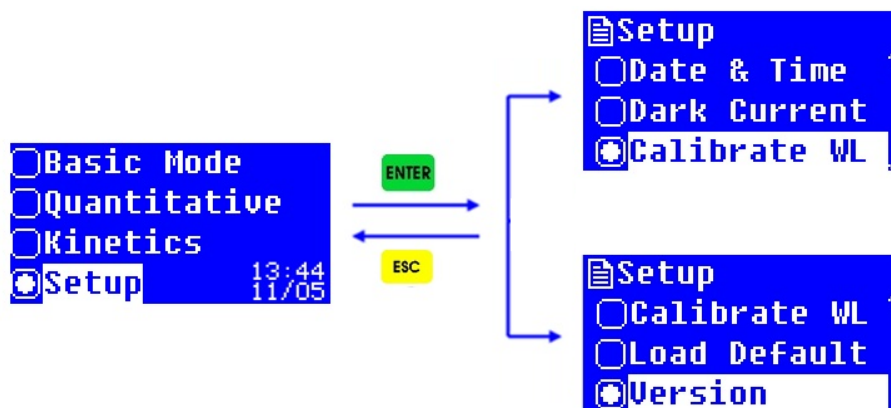 Basic Mode
Quantitative
Kinetics
Setup
13:44
11/05
ENTER
ESC
Setup
Date & Time
Dark Current
Calibrate WL
Setup
Calibrate WL
Load Default
Version